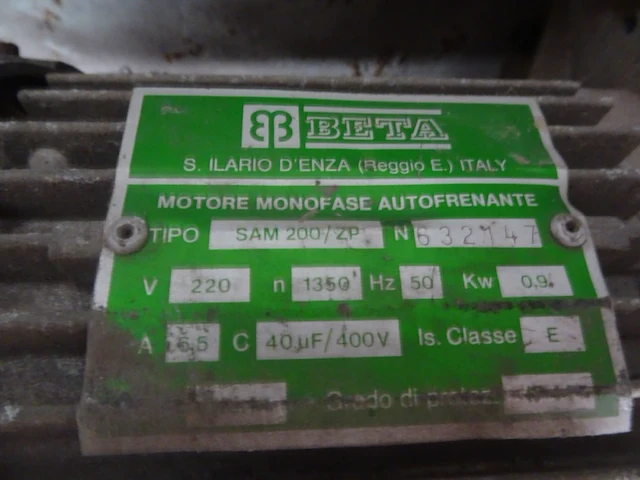 BETA
S. ILARIO D'ENZA (Reggio E.) ITALY
MOTORE MONOFASE AUTOFRENANTE
TIPO SAM 200/ZP N 632147
V 220 n 1350 Hz 50 Kw 0,9
A 6,5 C 40µF/400V Is. Classe E
Grado di protez.